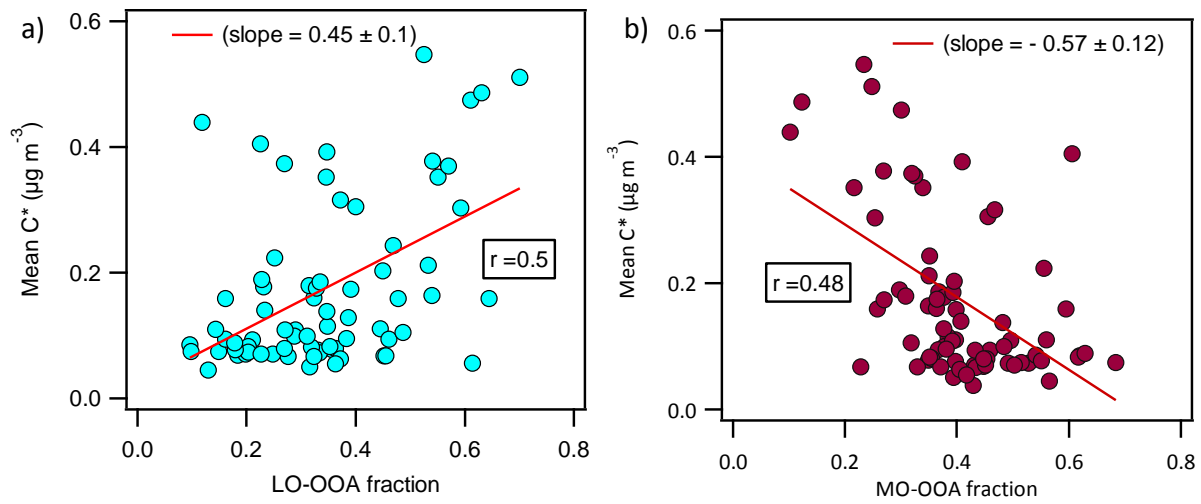 a)
(slope = 0.45 ± 0.1)
0.6
0.4
0.2
0.0
Mean C* (µg m⁻³)
r =0.5
0.0 0.2 0.4 0.6 0.8
LO-OOA fraction
b)
(slope = - 0.57 ± 0.12)
0.6
0.4
0.2
0.0
Mean C* (µg m⁻³)
r =0.48
0.0 0.2 0.4 0.6 0.8
MO-OOA fraction